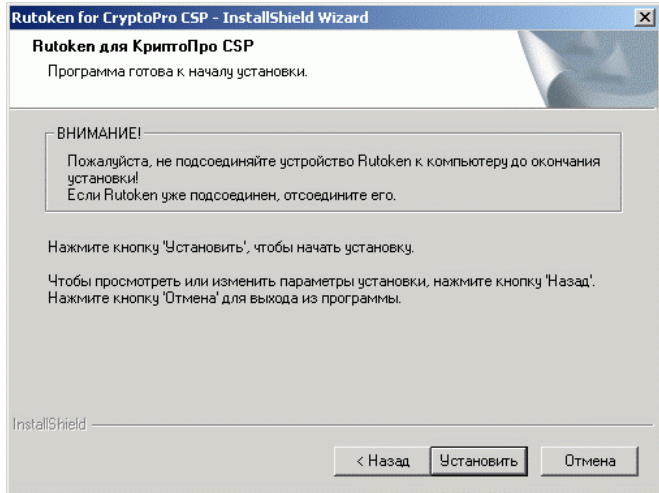 Rutoken for CryptoPro CSP - InstallShield Wizard
Rutoken для КриптоПро CSP
Программа готова к началу установки.
ВНИМАНИЕ!
Пожалуйста, не подсоединяйте устройство Rutoken к компьютеру до окончания
установки!
Если Rutoken уже подсоединен, отсоедините его.
Нажмите кнопку 'Установить', чтобы начать установку.
Чтобы просмотреть или изменить параметры установки, нажмите кнопку 'Назад'.
Нажмите кнопку 'Отмена' для выхода из программы.
InstallShield
< Назад
Установить
Отмена